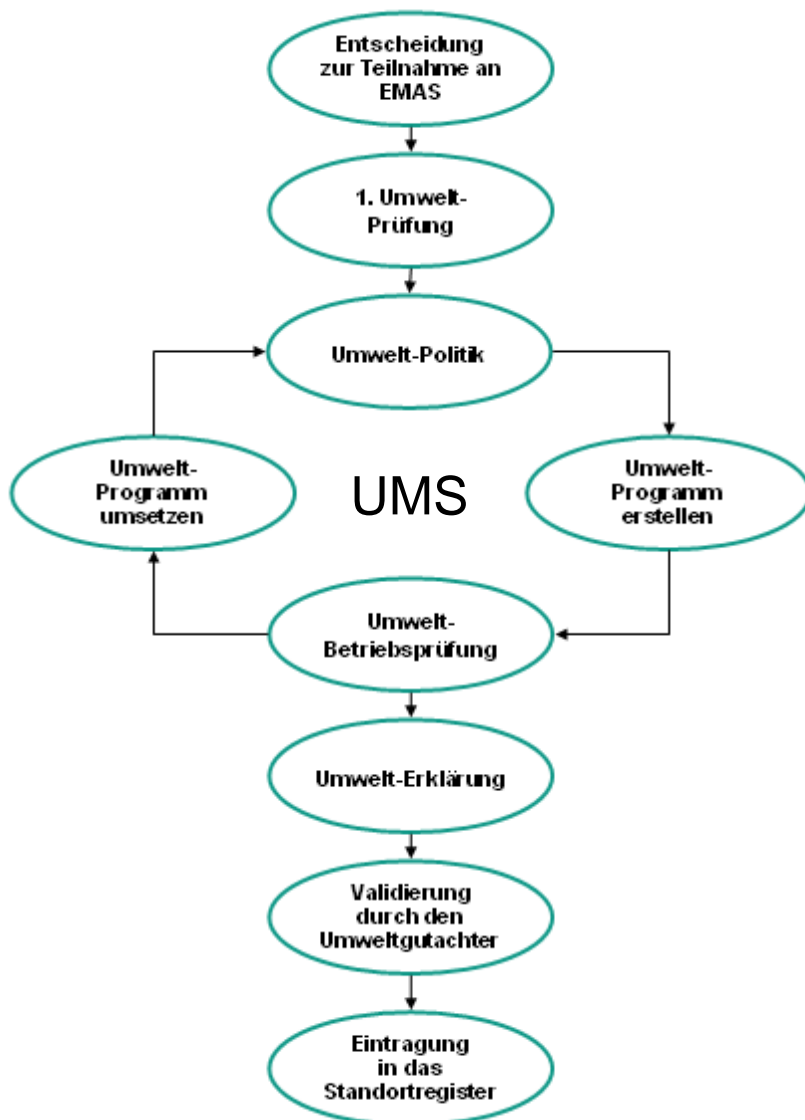 Entscheidung
zur Teilnahme an
EMAS
1. Umwelt-
Prüfung
Umwelt-Politik
Umwelt-
Programm
umsetzen
UMS
Umwelt-
Programm
erstellen
Umwelt-
Betriebsprüfung
Umwelt-Erklärung
Validierung
durch den
Umweltgutachter
Eintragung
in das
Standortregister